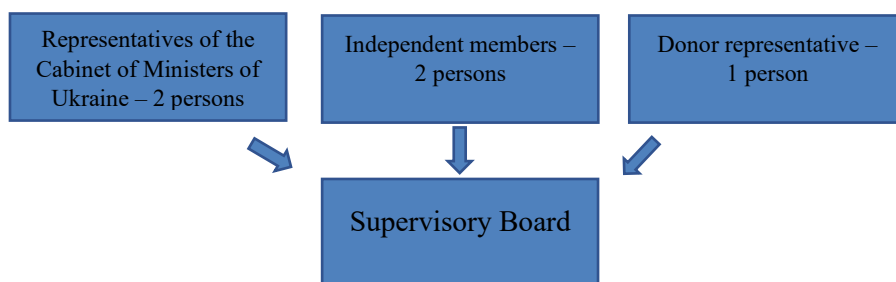 Representatives of the
Cabinet of Ministers of
Ukraine – 2 persons
Independent members –
2 persons
Donor representative –
1 person
Supervisory Board